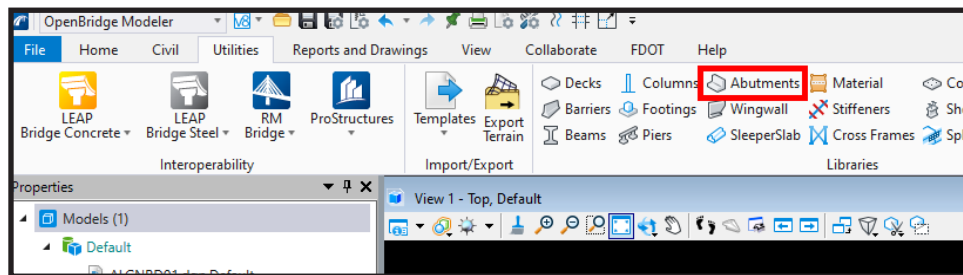 OpenBridge Modeler
File Home Civil Utilities Reports and Drawings View Collaborate FDOT Help
LEAP Bridge Concrete LEAP Bridge Steel RM Bridge ProStructures Templates Export Terrain
Decks Columns Abutments Material
Barriers Footings Wingwall Stiffeners
Beams Piers SleeperSlab Cross Frames
Interoperability Import/Export Libraries
Properties
View 1 - Top, Default
Models (1)
Default